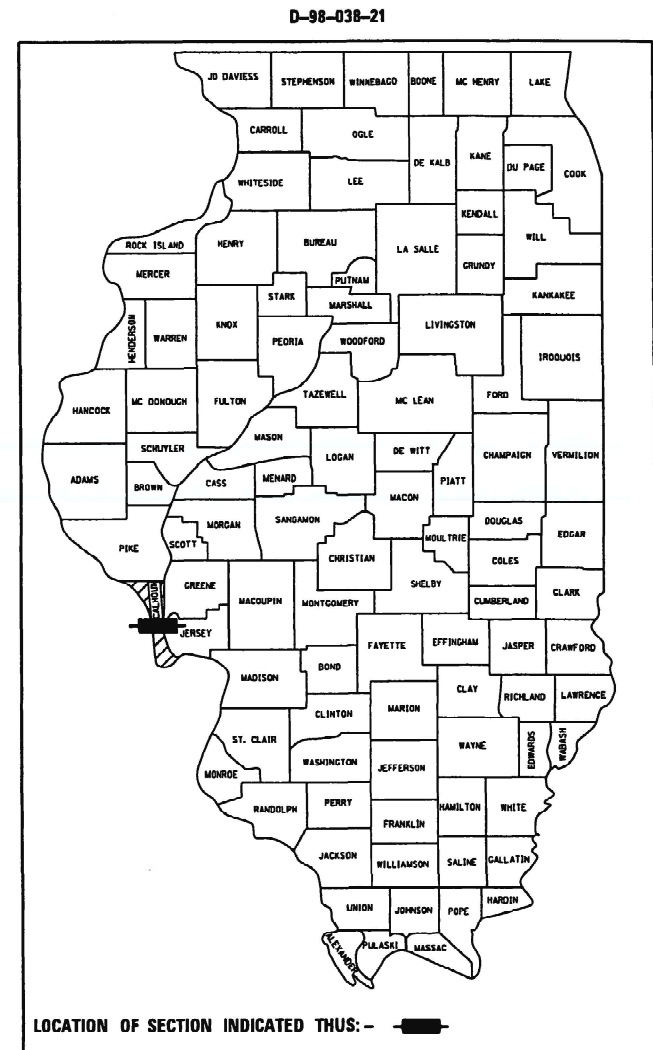 D-98-038-21
JO DAVIESS STEPHENSON WINNEBAGO BOONE MC HENRY LAKE
CARROLL OGLE
DE KALB KANE DU PAGE COOK
WHITESIDE LEE
KENDALL
ROCK ISLAND HENRY BUREAU LA SALLE WILL
GRUNDY
MERCER PUTNAM
STARK MARSHALL KANKAKEE
HENDERSON WARREN KNOX PEORIA WOODFORD LIVINGSTON
IROQUOIS
HANCOCK MC DONOUGH FULTON TAZEWELL MC LEAN FORD
SCHUYLER MASON LOGAN DE WITT CHAMPAIGN VERMILION
ADAMS BROWN CASS MENARD PIATT
MACON
PIKE SCOTT MORGAN SANGAMON MOULTRIE DOUGLAS EDGAR
CHRISTIAN COLES
CALHOUN GREENE MACOUPIN MONTGOMERY SHELBY CUMBERLAND CLARK
JERSEY FAYETTE EFFINGHAM JASPER CRAWFORD
MADISON BOND CLAY RICHLAND LAWRENCE
CLINTON MARION
ST. CLAIR WAYNE EDWARDS WABASH
MONROE WASHINGTON JEFFERSON
RANDOLPH PERRY HAMILTON WHITE
FRANKLIN
JACKSON WILLIAMSON SALINE GALLATIN
UNION JOHNSON POPE HARDIN
ALEXANDER PULASKI MASSAC
LOCATION OF SECTION INDICATED THUS: -